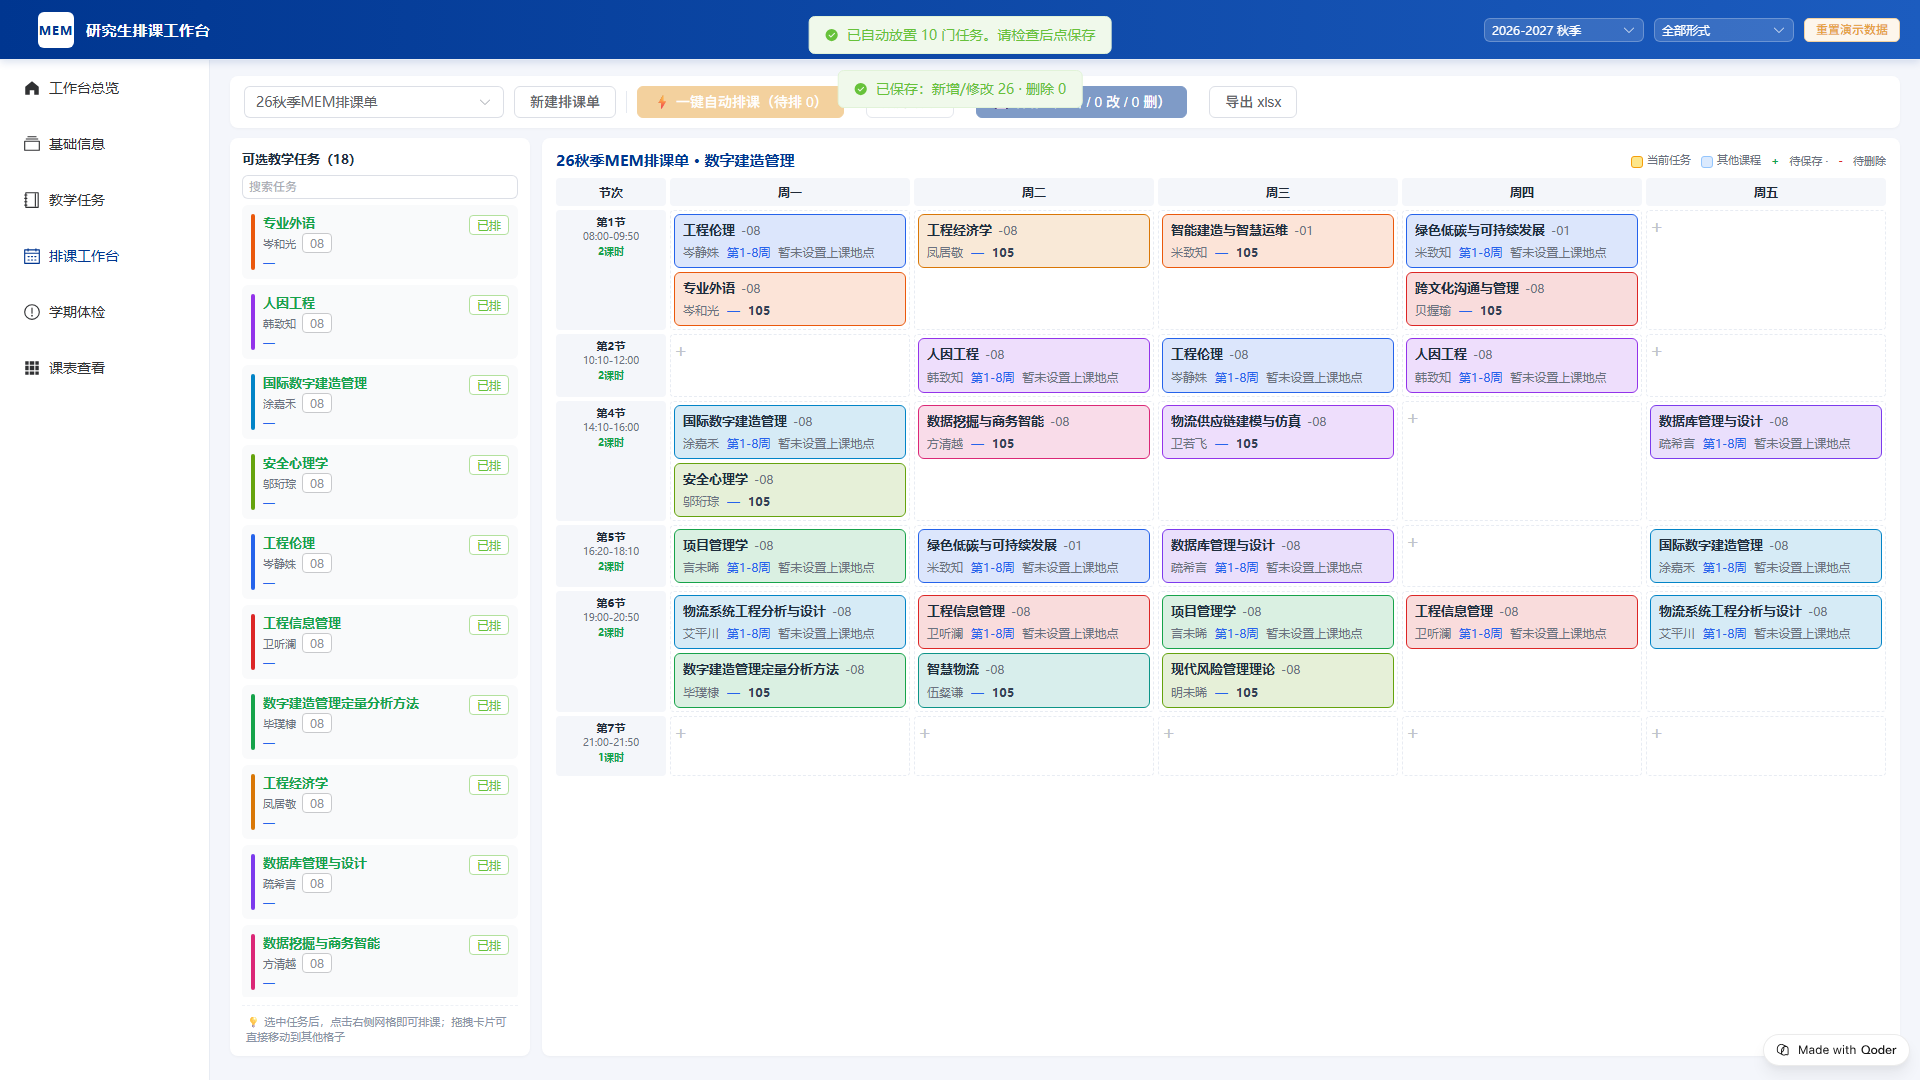 MEM 研究生排课工作台
已自动放置 10 门任务。请检查后点保存
2026-2027 秋季
全部形式
重置演示数据
工作台总览
基础信息
教学任务
排课工作台
学期体检
课表查看
26秋季MEM排课单
新建排课单
一键自动排课（待排 0）
已保存：新增/修改 26 · 删除 0
/ 0 改 / 0 删）
导出 xlsx
可选教学任务（18）
搜索任务
专业外语 已排
岑和光 08
—
人因工程 已排
韩致知 08
—
国际数字建造管理 已排
涂嘉禾 08
—
安全心理学 已排
邬珩琮 08
—
工程伦理 已排
岑静姝 08
—
工程信息管理 已排
卫听澜 08
—
数字建造管理定量分析方法 已排
毕璞棣 08
—
工程经济学 已排
凤居敬 08
—
数据库管理与设计 已排
疏希言 08
—
数据挖掘与商务智能 已排
方清越 08
—
选中任务后，点击右侧网格即可排课；拖拽卡片可
直接移动到其他格子
26秋季MEM排课单 • 数字建造管理
当前任务 其他课程 + 待保存 · - 待删除
节次 周一 周二 周三 周四 周五
第1节
08:00-09:50
2课时
工程伦理 -08
岑静姝 第1-8周 暂未设置上课地点
专业外语 -08
岑和光 — 105
工程经济学 -08
凤居敬 — 105
智能建造与智慧运维 -01
米致知 — 105
绿色低碳与可持续发展 -01
米致知 第1-8周 暂未设置上课地点
跨文化沟通与管理 -08
贝握瑜 — 105
+
第2节
10:10-12:00
2课时
+
人因工程 -08
韩致知 第1-8周 暂未设置上课地点
工程伦理 -08
岑静姝 第1-8周 暂未设置上课地点
人因工程 -08
韩致知 第1-8周 暂未设置上课地点
+
第4节
14:10-16:00
2课时
国际数字建造管理 -08
涂嘉禾 第1-8周 暂未设置上课地点
安全心理学 -08
邬珩琮 — 105
数据挖掘与商务智能 -08
方清越 — 105
物流供应链建模与仿真 -08
卫若飞 — 105
+
数据库管理与设计 -08
疏希言 第1-8周 暂未设置上课地点
第5节
16:20-18:10
2课时
项目管理学 -08
言未晞 第1-8周 暂未设置上课地点
绿色低碳与可持续发展 -01
米致知 第1-8周 暂未设置上课地点
数据库管理与设计 -08
疏希言 第1-8周 暂未设置上课地点
+
国际数字建造管理 -08
涂嘉禾 第1-8周 暂未设置上课地点
第6节
19:00-20:50
2课时
物流系统工程分析与设计 -08
艾平川 第1-8周 暂未设置上课地点
数字建造管理定量分析方法 -08
毕璞棣 — 105
工程信息管理 -08
卫听澜 第1-8周 暂未设置上课地点
智慧物流 -08
伍粲谦 — 105
项目管理学 -08
言未晞 第1-8周 暂未设置上课地点
现代风险管理理论 -08
明未晞 — 105
工程信息管理 -08
卫听澜 第1-8周 暂未设置上课地点
物流系统工程分析与设计 -08
艾平川 第1-8周 暂未设置上课地点
第7节
21:00-21:50
1课时
+ + + + +
Made with Qoder